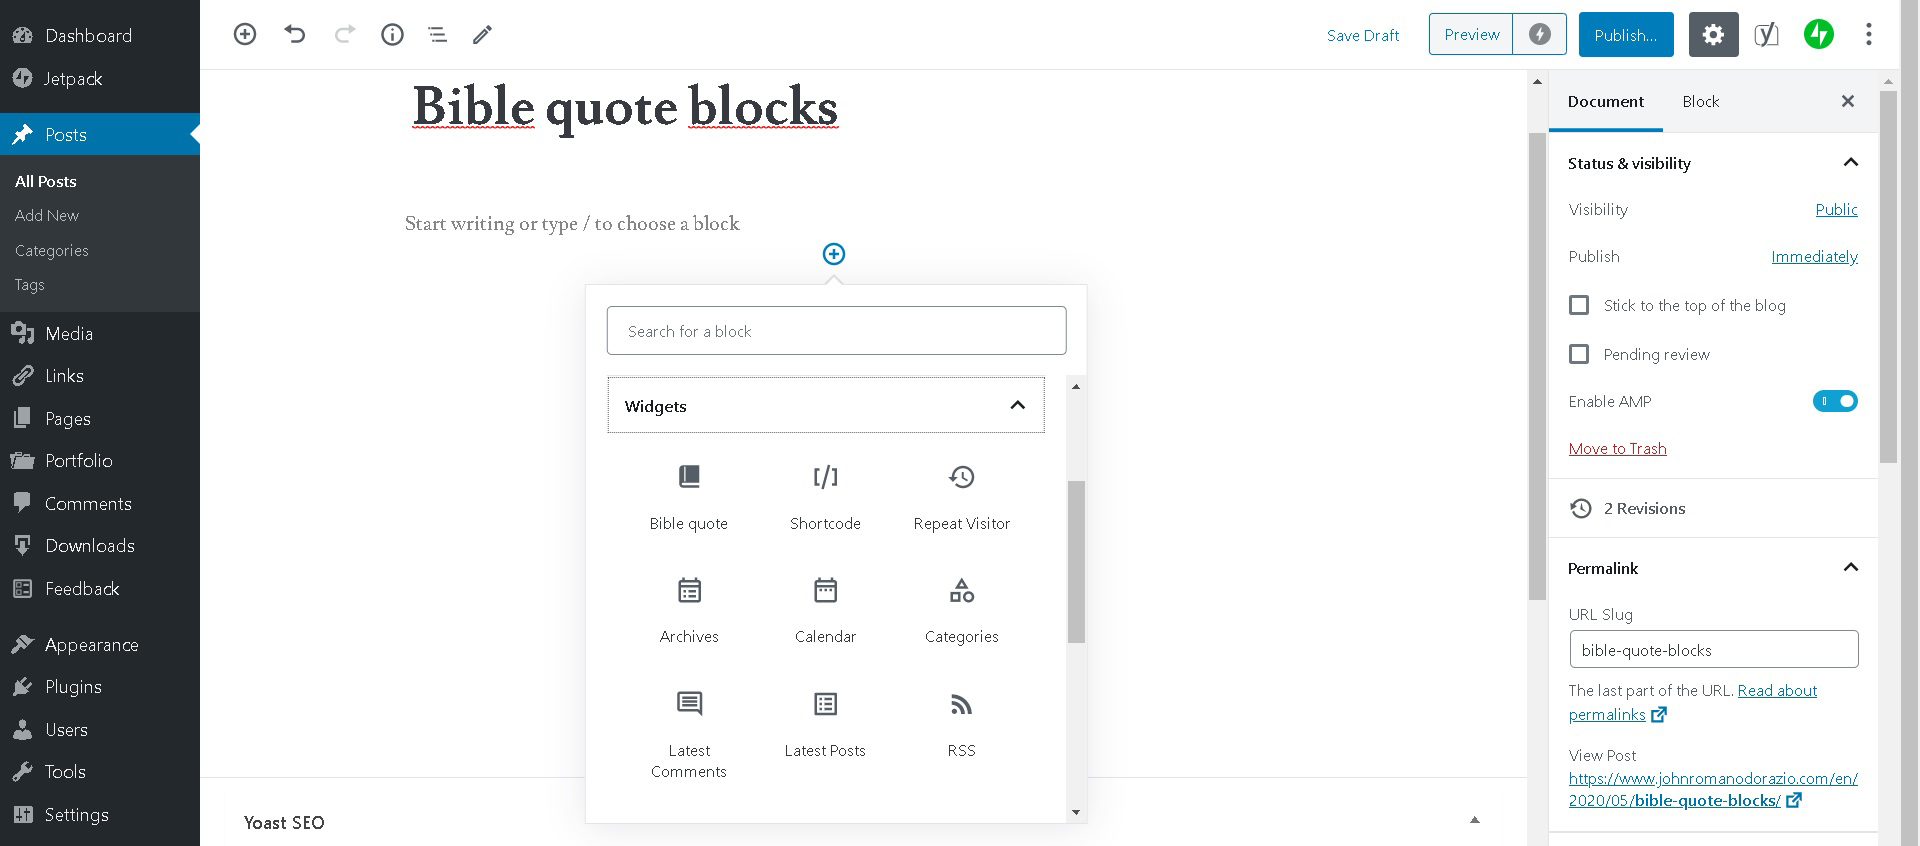 Dashboard
Jetpack
Posts
All Posts
Add New
Categories
Tags
Media
Links
Pages
Portfolio
Comments
Downloads
Feedback
Appearance
Plugins
Users
Tools
Settings
Save Draft
Preview
Publish...
Bible quote blocks
Start writing or type / to choose a block
Search for a block
Widgets
Bible quote
Shortcode
Repeat Visitor
Archives
Calendar
Categories
Latest
Comments
Latest Posts
RSS
Yoast SEO
Document
Block
Status & visibility
Visibility
Public
Publish
Immediately
Stick to the top of the blog
Pending review
Enable AMP
Move to Trash
2 Revisions
Permalink
URL Slug
bible-quote-blocks
The last part of the URL. Read about
permalinks
View Post
https://www.johnromanodorazio.com/en/
2020/05/bible-quote-blocks/